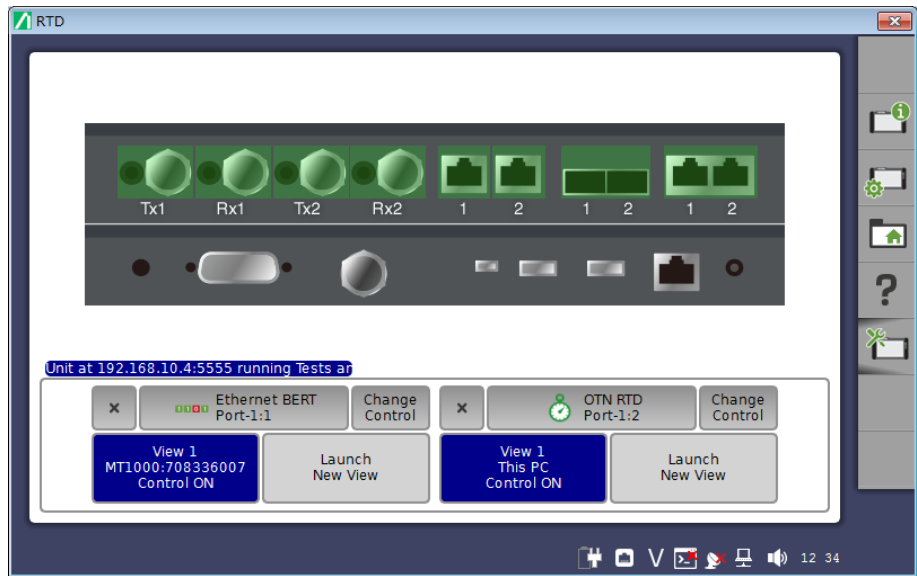 RTD
Tx1 Rx1 Tx2 Rx2 1 2 1 2 1 2
Unit at 192.168.10.4:5555 running Tests ar
Ethernet BERT
Port-1:1
Change
Control
OTN RTD
Port-1:2
Change
Control
View 1
MT1000:708336007
Control ON
Launch
New View
View 1
This PC
Control ON
Launch
New View
V
12 34